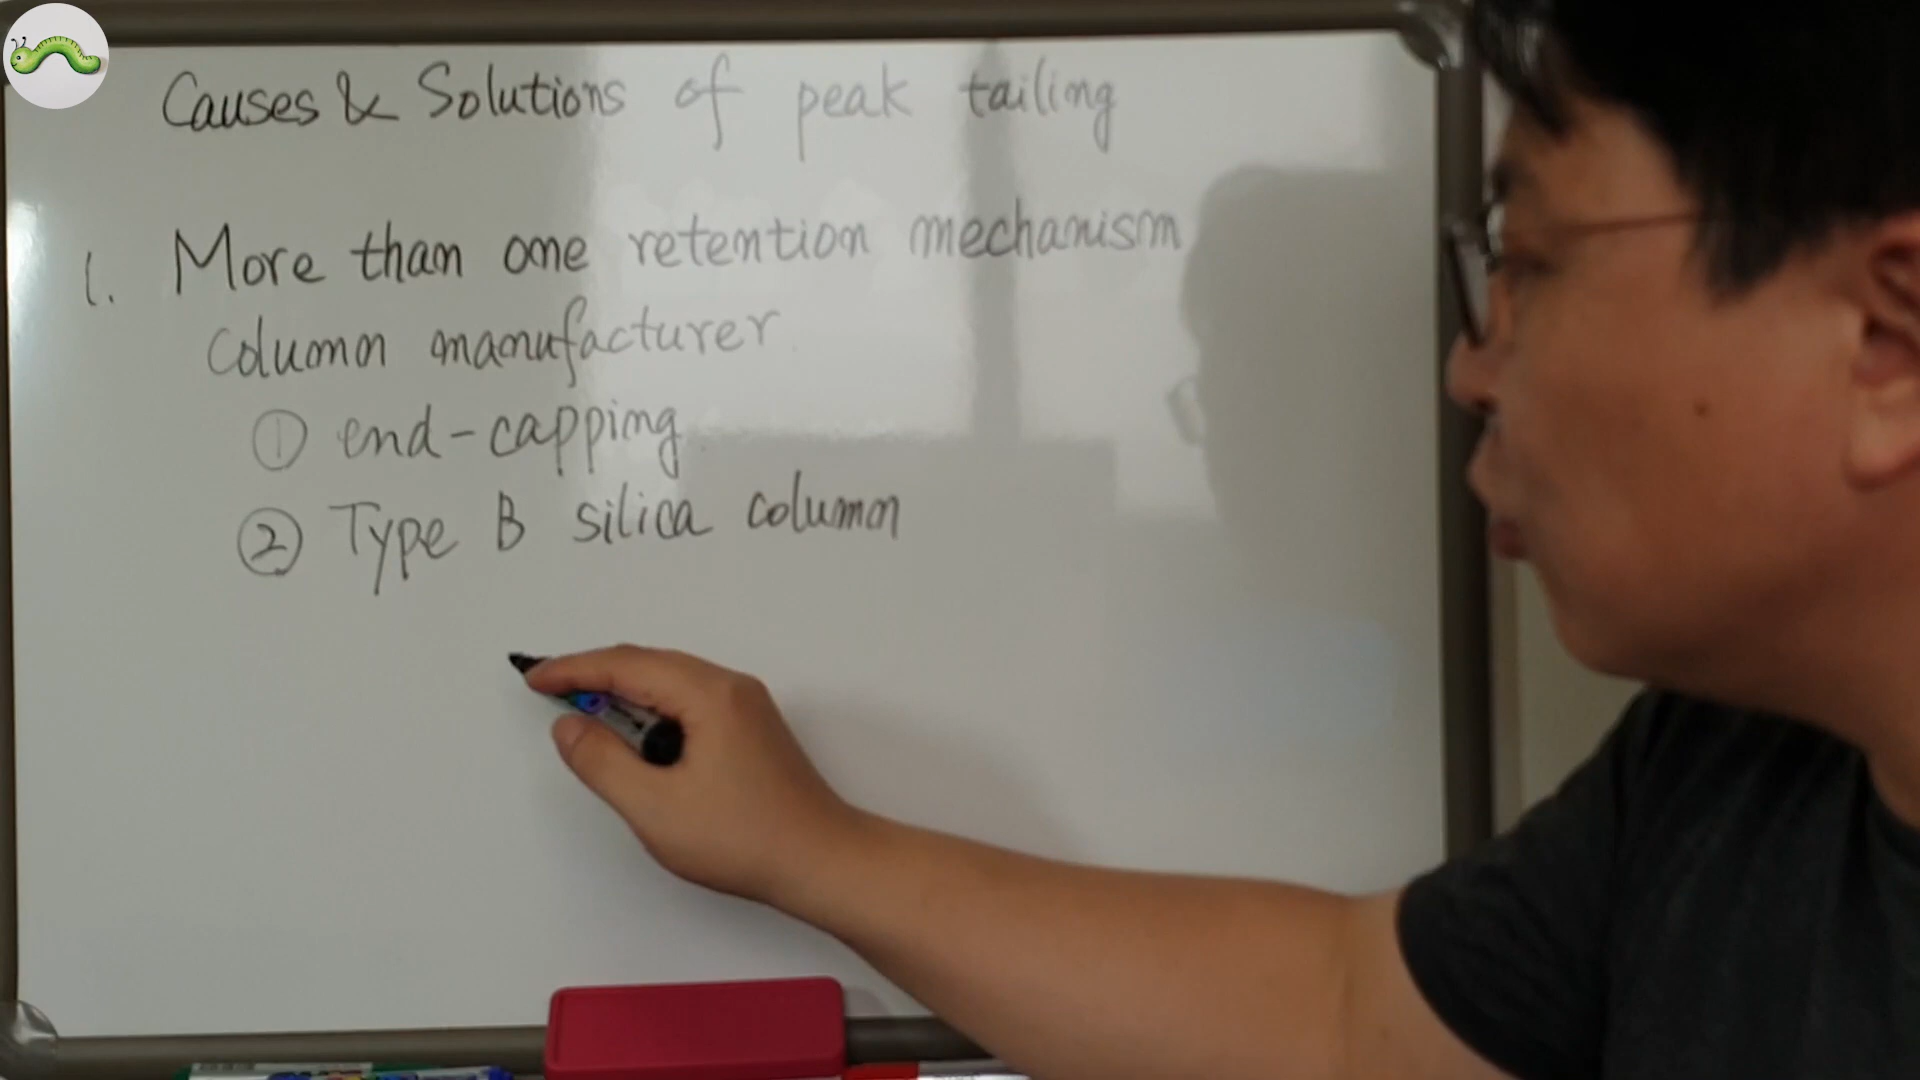 Causes & Solutions of peak tailing
1. More than one retention mechanism
column manufacturer
① end-capping
② Type B silica column